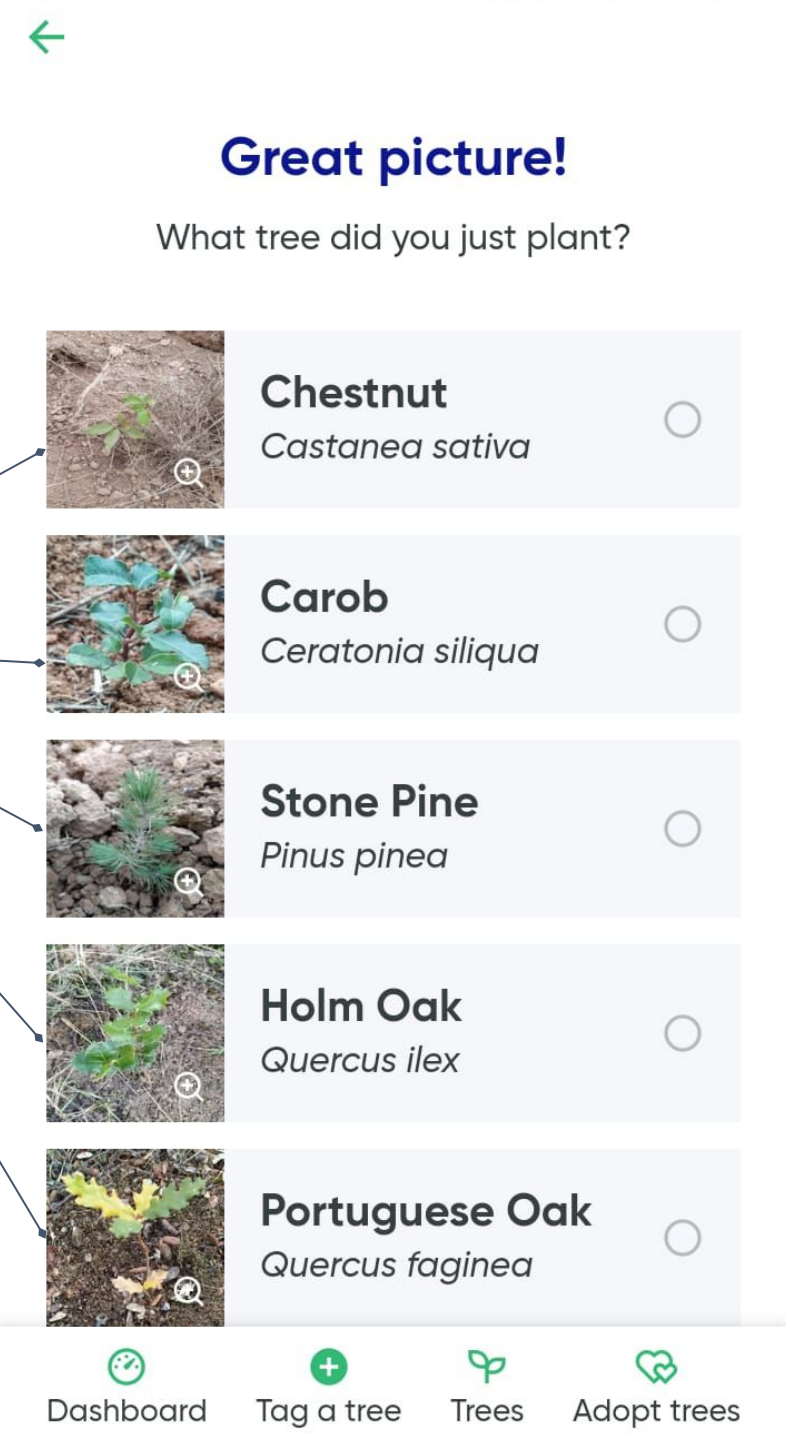 Great picture!
What tree did you just plant?
Chestnut
Castanea sativa
Carob
Ceratonia siliqua
Stone Pine
Pinus pinea
Holm Oak
Quercus ilex
Portuguese Oak
Quercus faginea
Dashboard
Tag a tree
Trees
Adopt trees